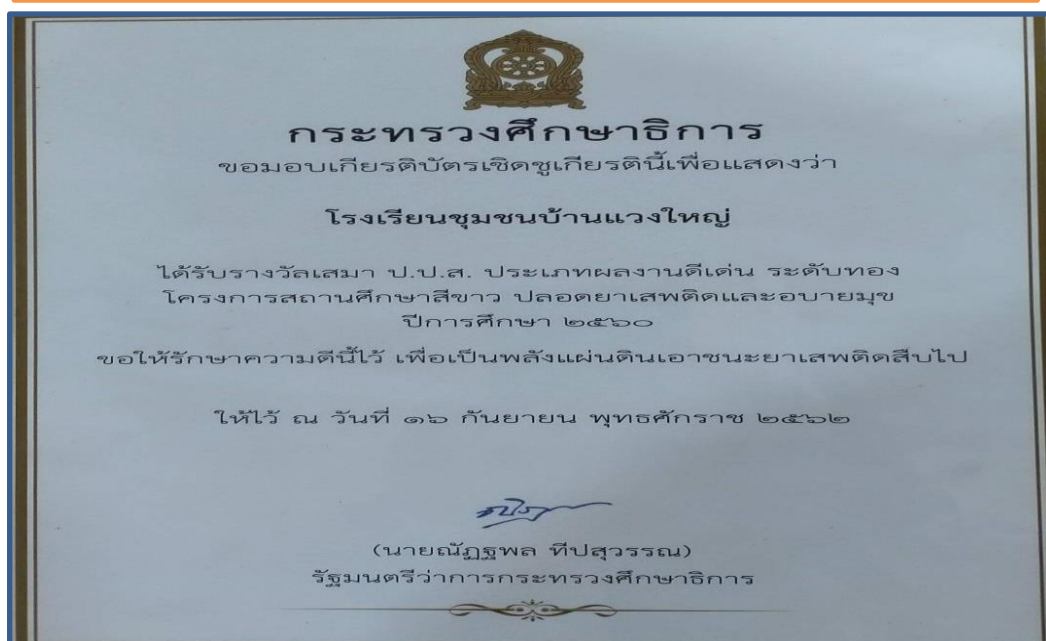 กระทรวงศึกษาธิการ
ขอมอบเกียรติบัตรเชิดชูเกียรตินี้เพื่อแสดงว่า
โรงเรียนชุมชนบ้านแวงใหญ่
ได้รับรางวัลเสมา ป.ป.ส. ประเภทผลงานดีเด่น ระดับทอง
โครงการสถานศึกษาสีขาว ปลอดยาเสพติดและอบายมุข
ปีการศึกษา ๒๕๖๐
ขอให้รักษาความดีนี้ไว้ เพื่อเป็นพลังแผ่นดินเอาชนะยาเสพติดสืบไป
ให้ไว้ ณ วันที่ ๑๖ กันยายน พุทธศักราช ๒๕๖๒
(นายณัฏฐพล ทีปสุวรรณ)
รัฐมนตรีว่าการกระทรวงศึกษาธิการ